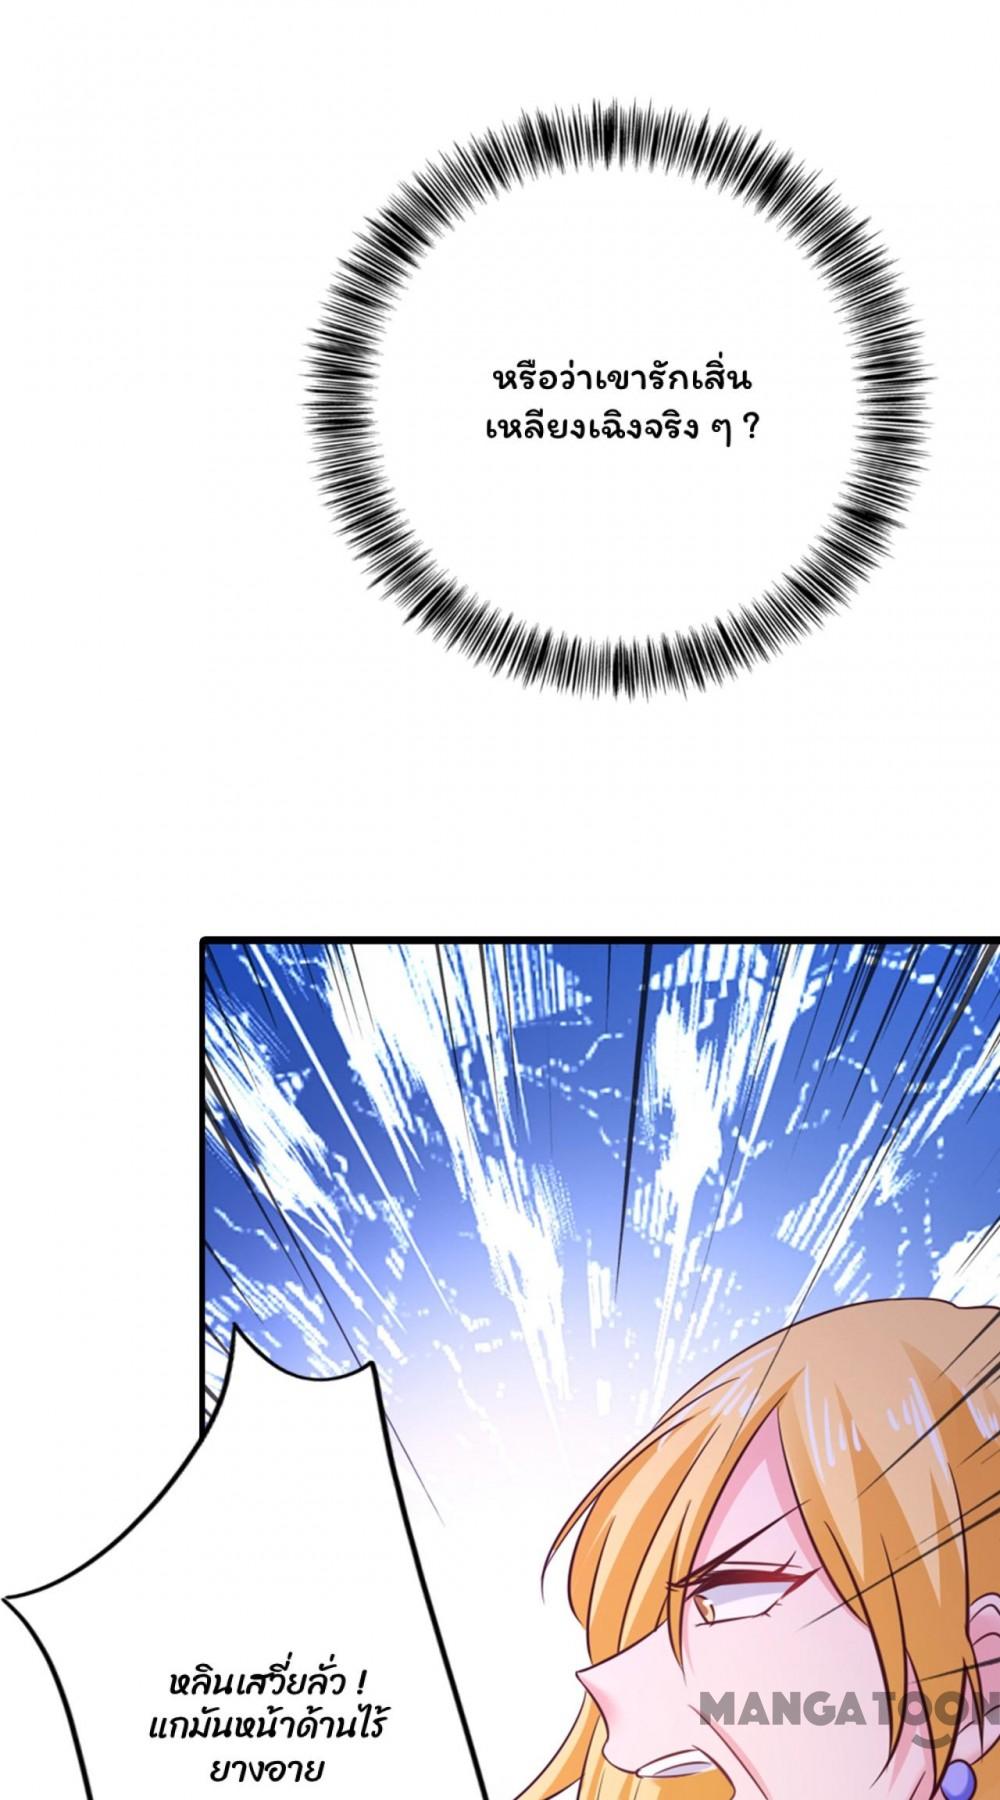 หรือว่าเขารักเสิ่น
เหลียงเฉิงจริง ๆ ?
หลินเสวี่ยลั่ว !
แกมันหน้าด้านไร้
ยางอาย
MANGATOON